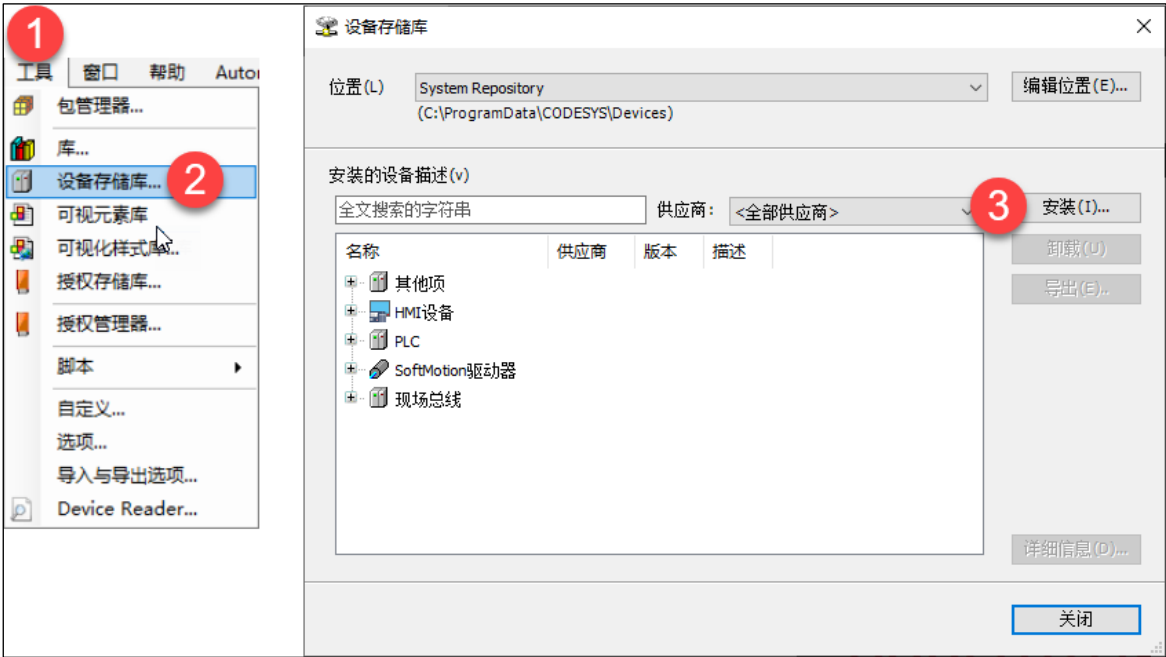 1
工具 窗口 帮助 Autor
包管理器...
库...
设备存储库... 2
可视元素库
可视化样式库...
授权存储库...
授权管理器...
脚本
自定义...
选项...
导入与导出选项...
Device Reader...
设备存储库
位置(L) System Repository 编辑位置(E)...
(C:\ProgramData\CODESYS\Devices)
安装的设备描述(v)
全文搜索的字符串 供应商: <全部供应商> 3 安装(I)...
名称 供应商 版本 描述 卸载(U)
其他项 导出(E)..
HMI设备
PLC
SoftMotion驱动器
现场总线
详细信息(D)...
关闭